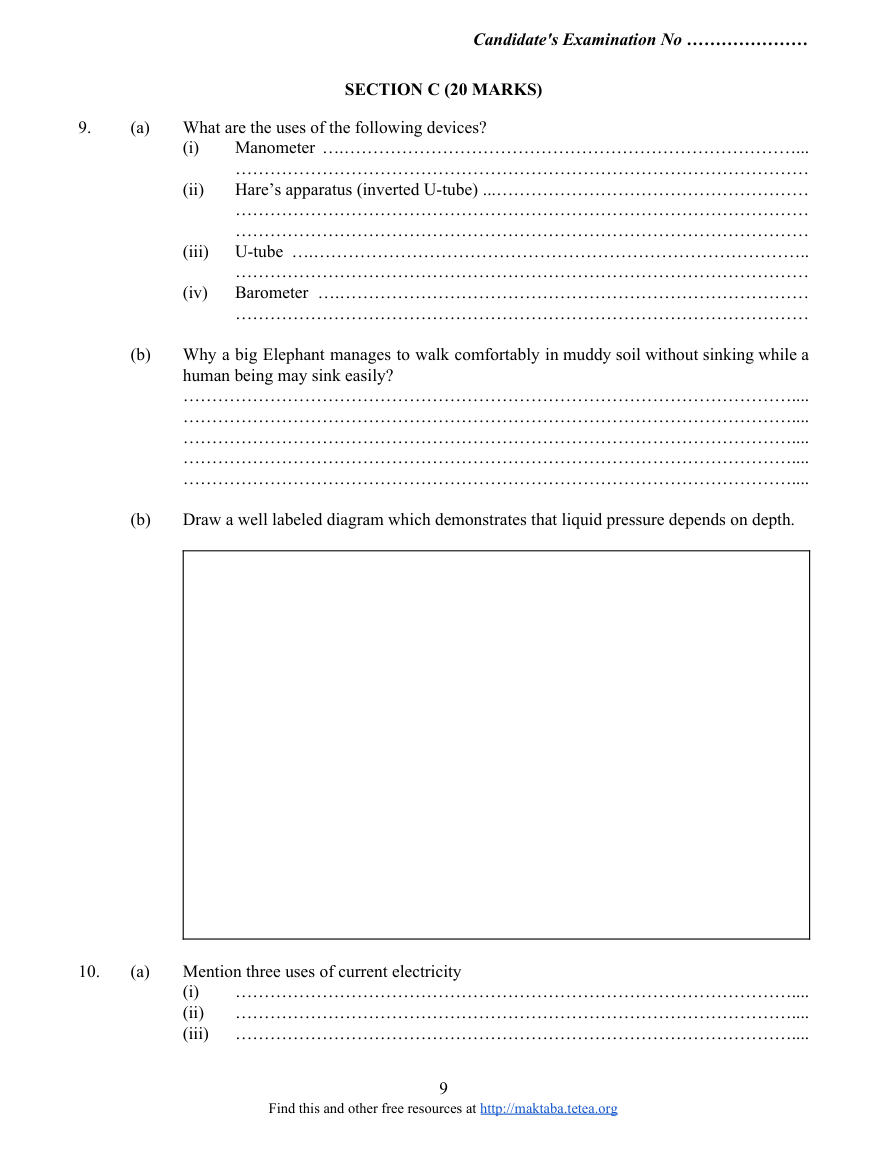 Candidate's Examination No …………………
SECTION C (20 MARKS)
9. (a) What are the uses of the following devices?
(i) Manometer ….……………………………………………………………………...
………………………………………………………………………………………
(ii) Hare’s apparatus (inverted U-tube) ...………………………………………………
………………………………………………………………………………………
………………………………………………………………………………………
(iii) U-tube ….…………………………………………………………………………..
………………………………………………………………………………………
(iv) Barometer ….………………………………………………………………………
………………………………………………………………………………………
(b) Why a big Elephant manages to walk comfortably in muddy soil without sinking while a
human being may sink easily?
……………………………………………………………………………………………....
……………………………………………………………………………………………....
……………………………………………………………………………………………....
……………………………………………………………………………………………....
……………………………………………………………………………………………....
(b) Draw a well labeled diagram which demonstrates that liquid pressure depends on depth.
10. (a) Mention three uses of current electricity
(i) ……………………………………………………………………………………....
(ii) ……………………………………………………………………………………....
(iii) ……………………………………………………………………………………....
9
Find this and other free resources at http://maktaba.tetea.org